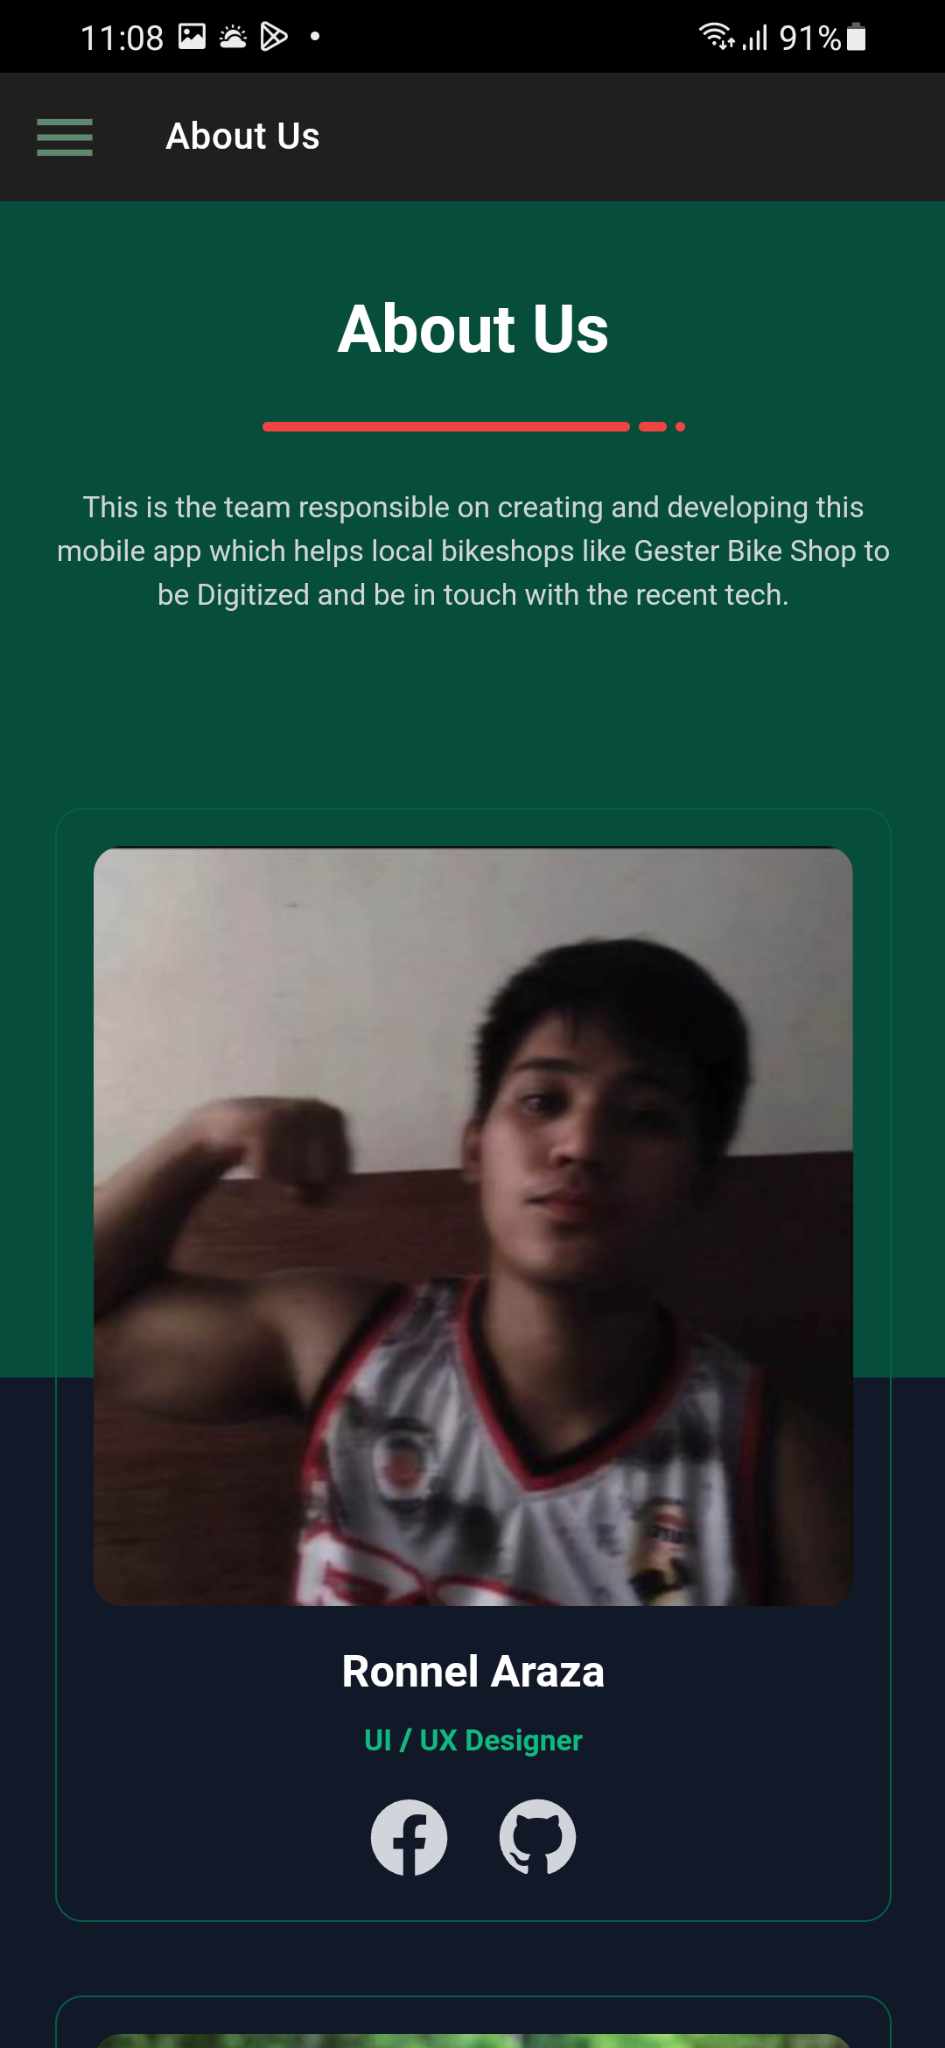 11:08
91%
About Us
About Us
This is the team responsible on creating and developing this
mobile app which helps local bikeshops like Gester Bike Shop to
be Digitized and be in touch with the recent tech.
Ronnel Araza
UI / UX Designer